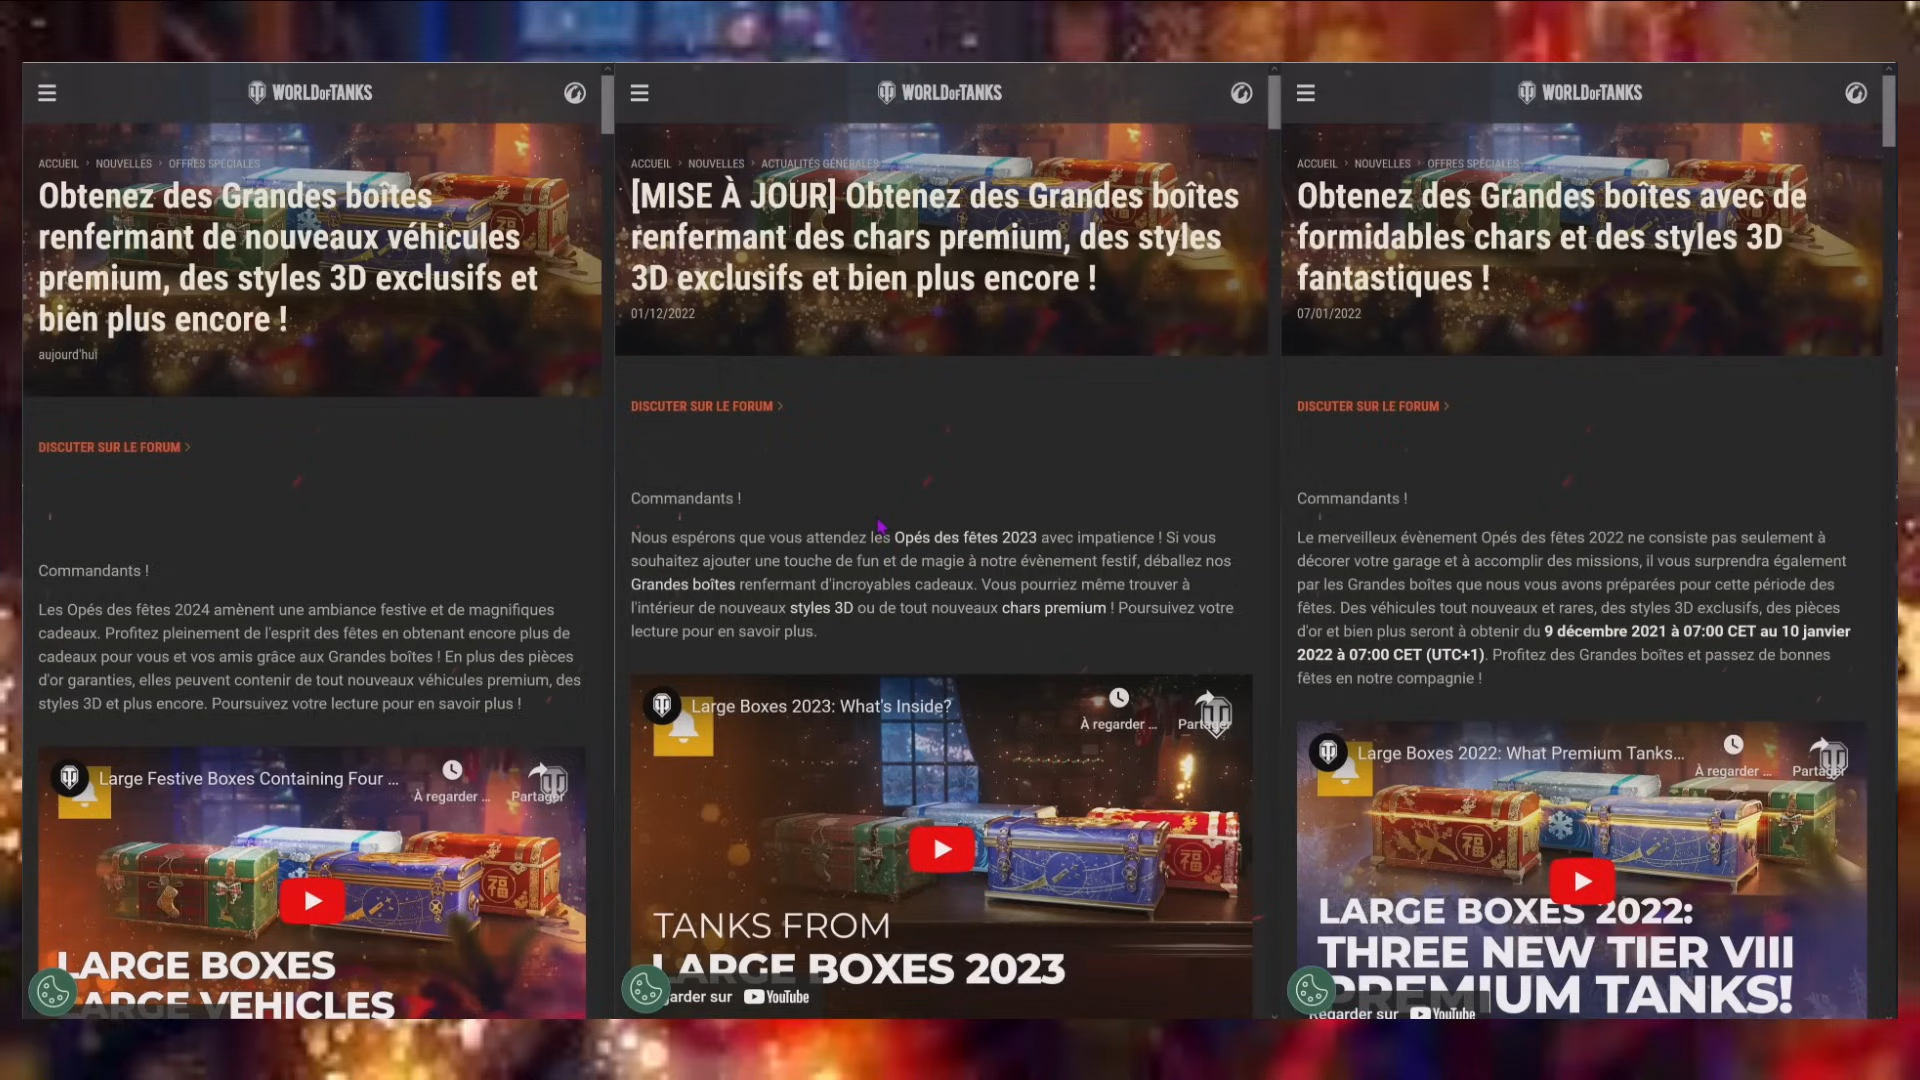 WORLDOFTANKS
ACCUEIL › NOUVELLES › OFFRES SPÉCIALES
Obtenez des Grandes boîtes
renfermant de nouveaux véhicules
premium, des styles 3D exclusifs et
bien plus encore !
aujourd'hui
DISCUTER SUR LE FORUM ›
Commandants !
Les Opés des fêtes 2024 amènent une ambiance festive et de magnifiques
cadeaux. Profitez pleinement de l'esprit des fêtes en obtenant encore plus de
cadeaux pour vous et vos amis grâce aux Grandes boîtes ! En plus des pièces
d'or garanties, elles peuvent contenir de tout nouveaux véhicules premium, des
styles 3D et plus encore. Poursuivez votre lecture pour en savoir plus !
Large Festive Boxes Containing Four ...
À regarder ...
Partager
福
LARGE BOXES
LARGE VEHICLES
WORLDOFTANKS
ACCUEIL › NOUVELLES › ACTUALITÉS GÉNÉRALES
[MISE À JOUR] Obtenez des Grandes boîtes
renfermant des chars premium, des styles
3D exclusifs et bien plus encore !
01/12/2022
DISCUTER SUR LE FORUM ›
Commandants !
Nous espérons que vous attendez les Opés des fêtes 2023 avec impatience ! Si vous
souhaitez ajouter une touche de fun et de magie à notre évènement festif, déballez nos
Grandes boîtes renfermant d'incroyables cadeaux. Vous pourriez même trouver à
l'intérieur de nouveaux styles 3D ou de tout nouveaux chars premium ! Poursuivez votre
lecture pour en savoir plus.
Large Boxes 2023: What's Inside?
À regarder ...
Partager
福
TANKS FROM
LARGE BOXES 2023
arder sur YouTube
WORLDOFTANKS
ACCUEIL › NOUVELLES › OFFRES SPÉCIALES
Obtenez des Grandes boîtes avec de
formidables chars et des styles 3D
fantastiques !
07/01/2022
DISCUTER SUR LE FORUM ›
Commandants !
Le merveilleux évènement Opés des fêtes 2022 ne consiste pas seulement à
décorer votre garage et à accomplir des missions, il vous surprendra également
par les Grandes boîtes que nous vous avons préparées pour cette période des
fêtes. Des véhicules tout nouveaux et rares, des styles 3D exclusifs, des pièces
d'or et bien plus seront à obtenir du 9 décembre 2021 à 07:00 CET au 10 janvier
2022 à 07:00 CET (UTC+1). Profitez des Grandes boîtes et passez de bonnes
fêtes en notre compagnie !
Large Boxes 2022: What Premium Tanks...
À regarder ...
Partager
福
LARGE BOXES 2022:
THREE NEW TIER VIII
PREMIUM TANKS!
Regarder sur YouTube